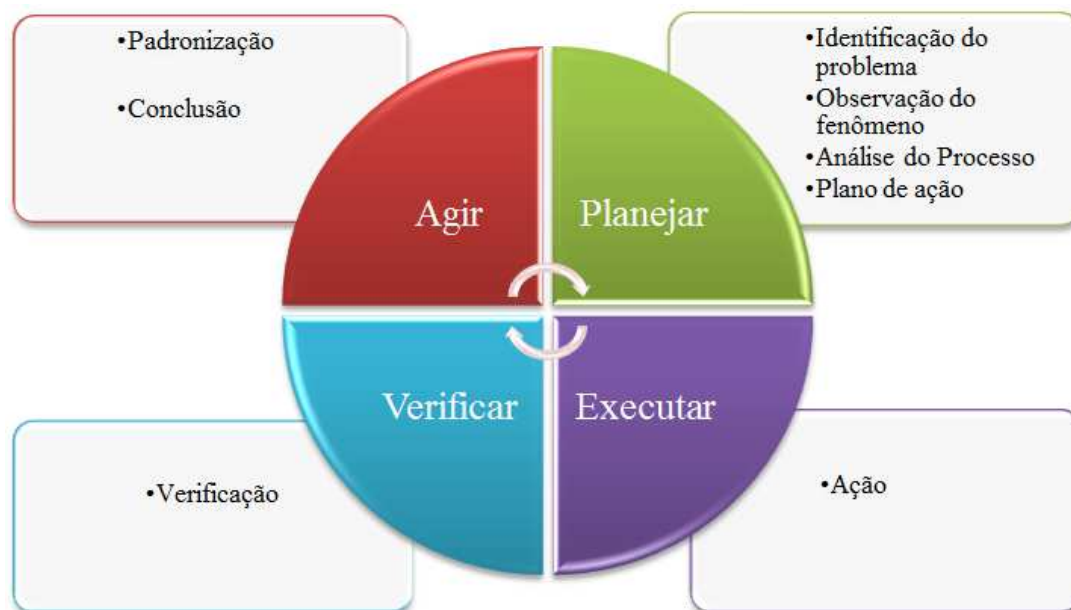 •Padronização
•Conclusão
•Identificação do
problema
•Observação do
fenômeno
•Análise do Processo
•Plano de ação
Agir
Planejar
Verificar
Executar
•Verificação
•Ação